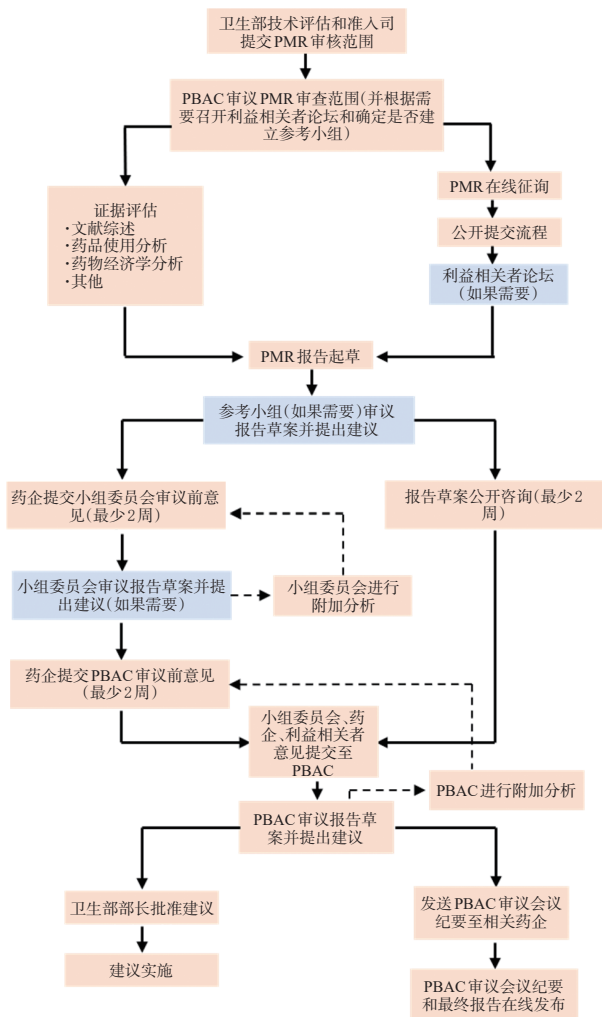 卫生部技术评估和准入司
提交PMR审核范围
PBAC审议PMR审查范围(并根据需
要召开利益相关者论坛和确定是否建
立参考小组)
证据评估
·文献综述
·药品使用分析
·药物经济学分析
·其他
PMR在线征询
公开提交流程
利益相关者论坛
(如果需要)
PMR报告起草
参考小组(如果需要)审议
报告草案并提出建议
药企提交小组委员会审议前意
见(最少2周)
报告草案公开咨询(最少2
周)
小组委员会审议报告草案并提
出建议(如果需要)
小组委员会进行
附加分析
药企提交PBAC审议前意见
(最少2周)
小组委员会、药
企、利益相关者
意见提交至
PBAC
PBAC进行附加分析
PBAC审议报告草
案并提出建议
卫生部部长批准建议
建议实施
发送PBAC审议会议
纪要至相关药企
PBAC审议会议纪要
和最终报告在线发布